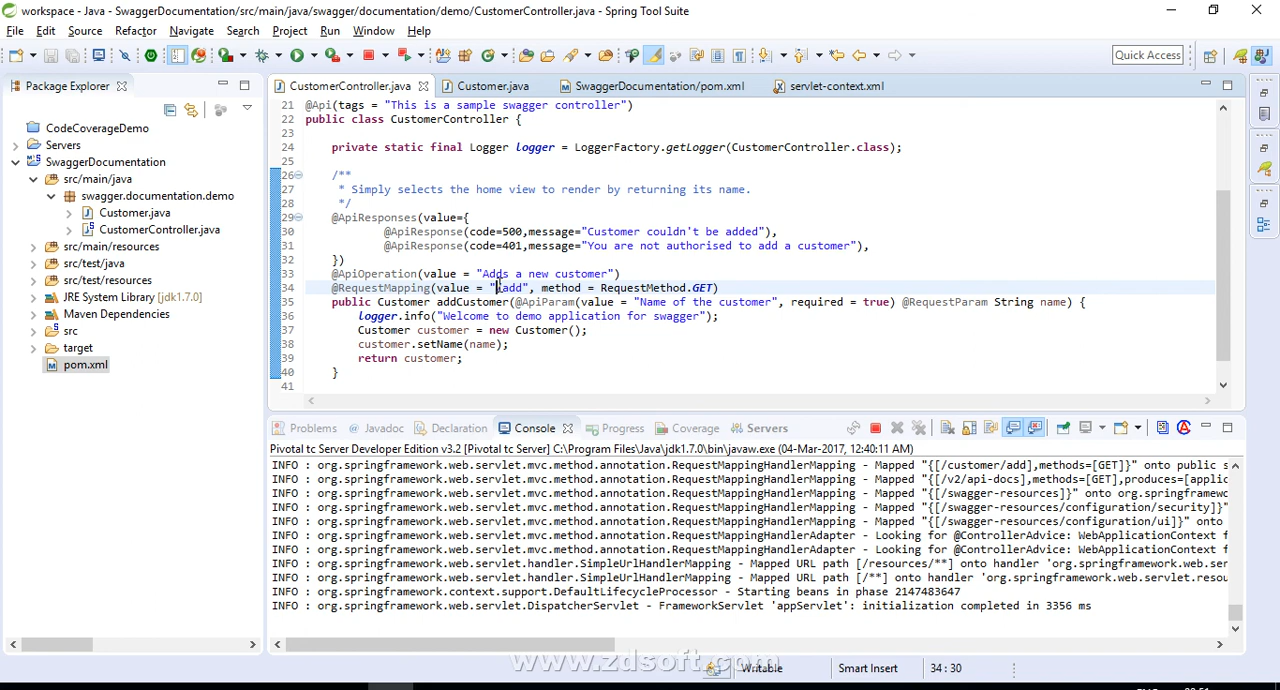 workspace - Java - SwaggerDocumentation/src/main/java/swagger/documentation/demo/CustomerController.java - Spring Tool Suite
File Edit Source Refactor Navigate Search Project Run Window Help
Quick Access
Package Explorer
CodeCoverageDemo
Servers
SwaggerDocumentation
src/main/java
swagger.documentation.demo
Customer.java
CustomerController.java
src/main/resources
src/test/java
src/test/resources
JRE System Library [jdk1.7.0]
Maven Dependencies
src
target
pom.xml
CustomerController.java Customer.java SwaggerDocumentation/pom.xml servlet-context.xml
21 @Api(tags = "This is a sample swagger controller")
22 public class CustomerController {
23
24 private static final Logger logger = LoggerFactory.getLogger(CustomerController.class);
25
26 /**
27 * Simply selects the home view to render by returning its name.
28 */
29 @ApiResponses(value={
30 @ApiResponse(code=500,message="Customer couldn't be added"),
31 @ApiResponse(code=401,message="You are not authorised to add a customer"),
32 })
33 @ApiOperation(value = "Adds a new customer")
34 @RequestMapping(value = "/add", method = RequestMethod.GET)
35 public Customer addCustomer(@ApiParam(value = "Name of the customer", required = true) @RequestParam String name) {
36 logger.info("Welcome to demo application for swagger");
37 Customer customer = new Customer();
38 customer.setName(name);
39 return customer;
40 }
41
Problems Javadoc Declaration Console Progress Coverage Servers
Pivotal tc Server Developer Edition v3.2 [Pivotal tc Server] C:\Program Files\Java\jdk1.7.0\bin\javaw.exe (04-Mar-2017, 12:40:11 AM)
INFO : org.springframework.web.servlet.mvc.method.annotation.RequestMappingHandlerMapping - Mapped "{[/customer/add],methods=[GET]}" onto public s
INFO : org.springframework.web.servlet.mvc.method.annotation.RequestMappingHandlerMapping - Mapped "{[/v2/api-docs],methods=[GET],produces=[applic
INFO : org.springframework.web.servlet.mvc.method.annotation.RequestMappingHandlerMapping - Mapped "{[/swagger-resources]}" onto org.springframewo
INFO : org.springframework.web.servlet.mvc.method.annotation.RequestMappingHandlerMapping - Mapped "{[/swagger-resources/configuration/security]}"
INFO : org.springframework.web.servlet.mvc.method.annotation.RequestMappingHandlerMapping - Mapped "{[/swagger-resources/configuration/ui]}" onto
INFO : org.springframework.web.servlet.mvc.method.annotation.RequestMappingHandlerAdapter - Looking for @ControllerAdvice: WebApplicationContext f
INFO : org.springframework.web.servlet.mvc.method.annotation.RequestMappingHandlerAdapter - Looking for @ControllerAdvice: WebApplicationContext f
INFO : org.springframework.web.servlet.handler.SimpleUrlHandlerMapping - Mapped URL path [/resources/**] onto handler 'org.springframework.web.ser
INFO : org.springframework.web.servlet.handler.SimpleUrlHandlerMapping - Mapped URL path [/**] onto handler 'org.springframework.web.servlet.resou
INFO : org.springframework.context.support.DefaultLifecycleProcessor - Starting beans in phase 2147483647
INFO : org.springframework.web.servlet.DispatcherServlet - FrameworkServlet 'appServlet': initialization completed in 3356 ms
www.zdsoft.com
Writable Smart Insert 34 : 30